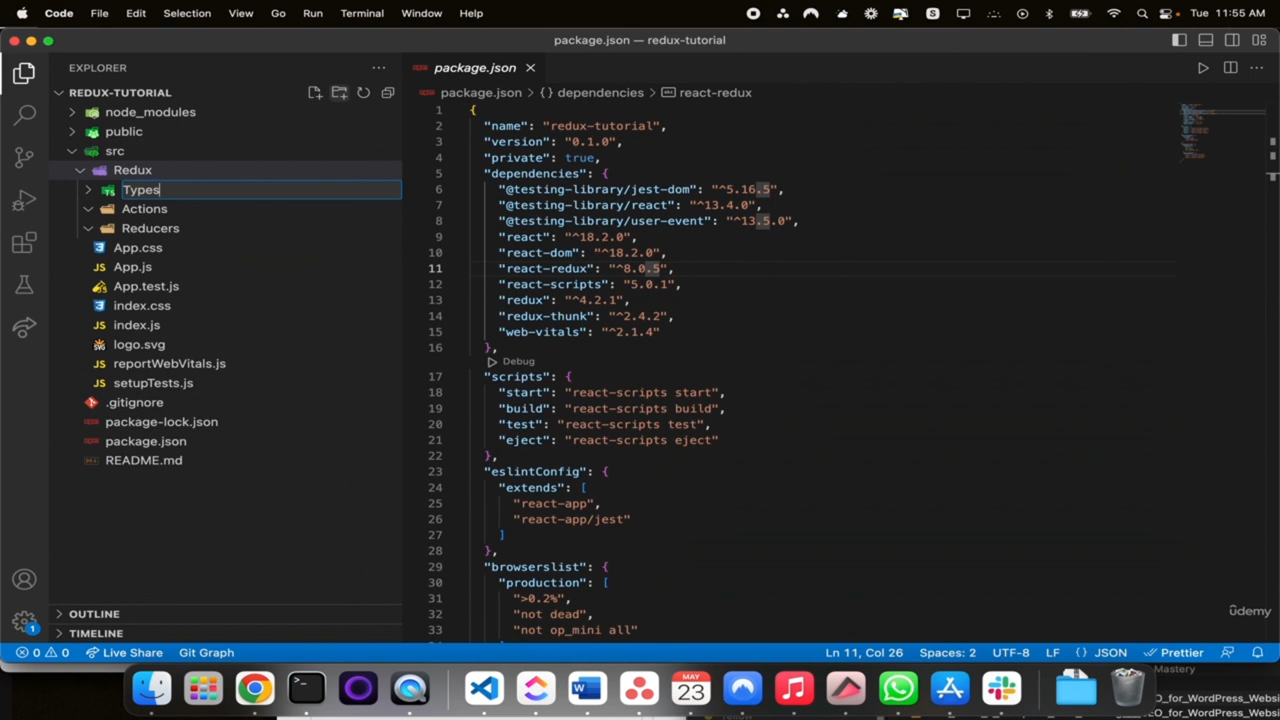 Code File Edit Selection View Go Run Terminal Window Help
Tue 11:55 AM
package.json — redux-tutorial
EXPLORER
REDUX-TUTORIAL
node_modules
public
src
Redux
Types
Actions
Reducers
App.css
App.js
App.test.js
index.css
index.js
logo.svg
reportWebVitals.js
setupTests.js
.gitignore
package-lock.json
package.json
README.md
OUTLINE
TIMELINE
package.json
package.json > {} dependencies > react-redux
1 {
2 "name": "redux-tutorial",
3 "version": "0.1.0",
4 "private": true,
5 "dependencies": {
6 "@testing-library/jest-dom": "^5.16.5",
7 "@testing-library/react": "^13.4.0",
8 "@testing-library/user-event": "^13.5.0",
9 "react": "^18.2.0",
10 "react-dom": "^18.2.0",
11 "react-redux": "^8.0.5",
12 "react-scripts": "5.0.1",
13 "redux": "^4.2.1",
14 "redux-thunk": "^2.4.2",
15 "web-vitals": "^2.1.4"
16 },
Debug
17 "scripts": {
18 "start": "react-scripts start",
19 "build": "react-scripts build",
20 "test": "react-scripts test",
21 "eject": "react-scripts eject"
22 },
23 "eslintConfig": {
24 "extends": [
25 "react-app",
26 "react-app/jest"
27 ]
28 },
29 "browserslist": {
30 "production": [
31 ">0.2%",
32 "not dead",
33 "not op_mini all"
ûdemy
0 0 Live Share Git Graph
Ln 11, Col 26 Spaces: 2 UTF-8 LF {} JSON Prettier
1
MAY
23
Mastery
O_for_WordPress_Website